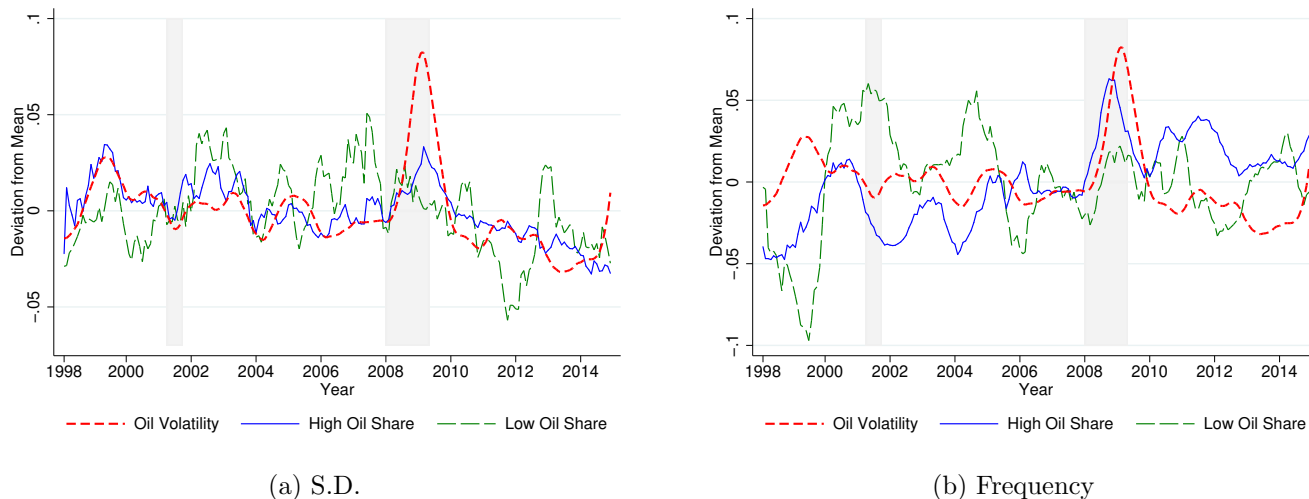 .1
.05
0
-.05
Deviation from Mean
1998 2000 2002 2004 2006 2008 2010 2012 2014
Year
Oil Volatility High Oil Share Low Oil Share
(a) S.D.
.1
.05
0
-.05
-.1
Deviation from Mean
1998 2000 2002 2004 2006 2008 2010 2012 2014
Year
Oil Volatility High Oil Share Low Oil Share
(b) Frequency